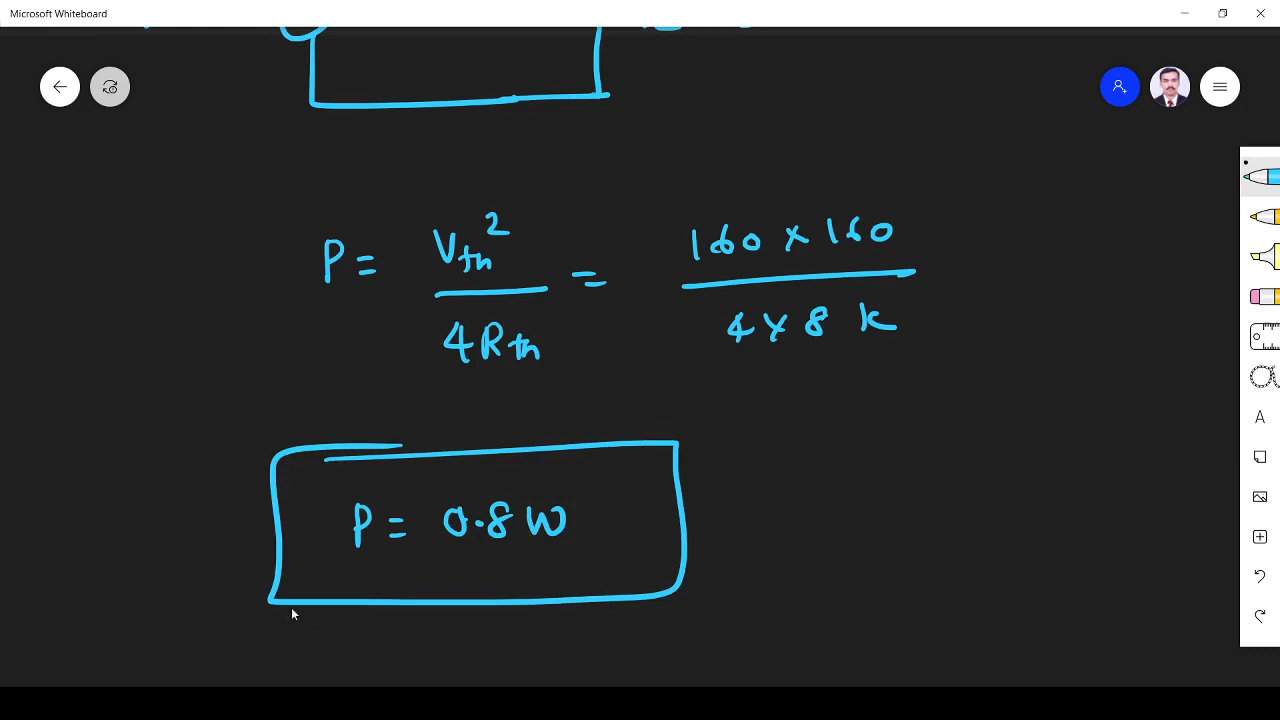 Microsoft Whiteboard
P = Vth² / 4Rth = 160 × 160 / 4 × 8 k
P = 0.8 W
A